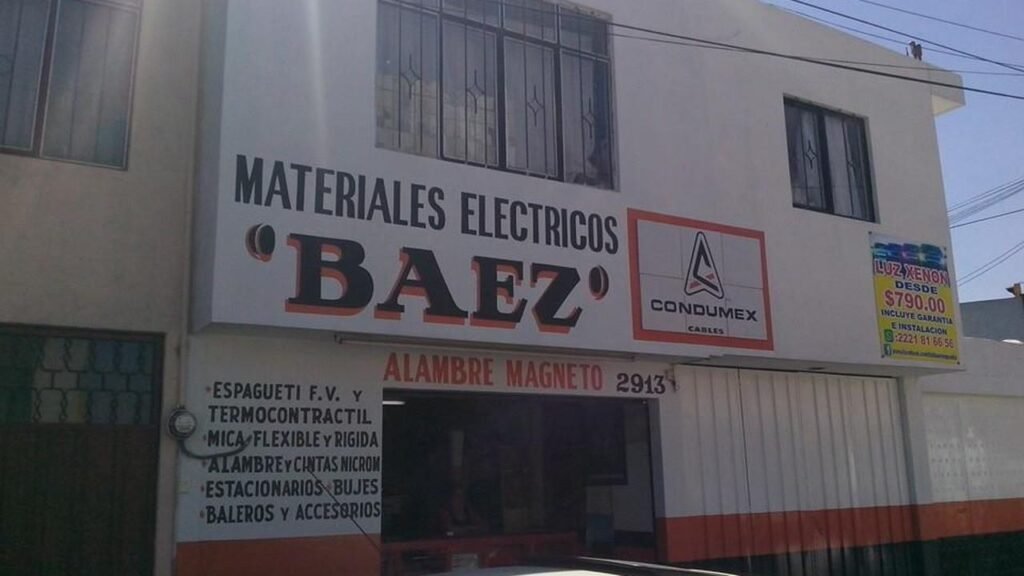 MATERIALES ELECTRICOS
'BAEZ'
CONDUMEX
CABLES
LUZ XENON
DESDE
$790.00
INCLUYE GARANTIA
E INSTALACION
:2221 81 66 56
ALAMBRE MAGNETO 2913
•ESPAGUETI F.V. Y
TERMOCONTRACTIL
•MICA FLEXIBLE Y RIGIDA
•ALAMBRE Y CINTAS NICROM
•ESTACIONARIOS BUJES
•BALEROS Y ACCESORIOS